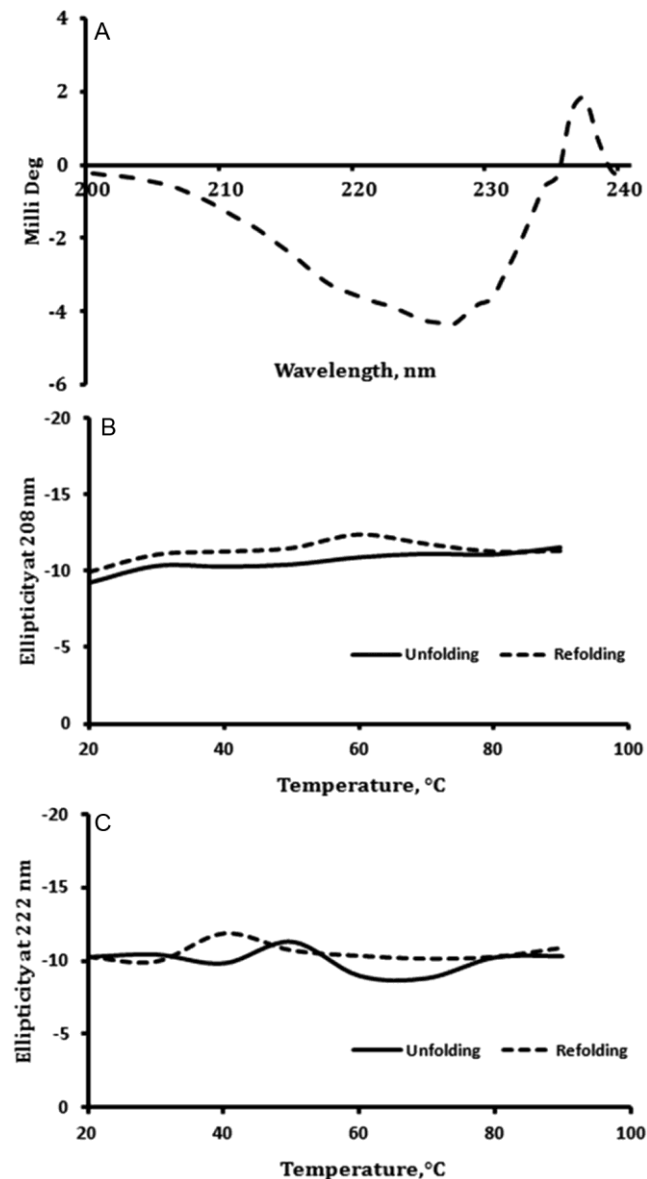 A
4
2
0
-2
-4
-6
Milli Deg
200 210 220 230 240
Wavelength, nm
B
-20
-15
-10
-5
0
Ellipticity at 208 nm
Unfolding Refolding
20 40 60 80 100
Temperature, °C
C
-20
-15
-10
-5
0
Ellipticity at 222 nm
Unfolding Refolding
20 40 60 80 100
Temperature,°C